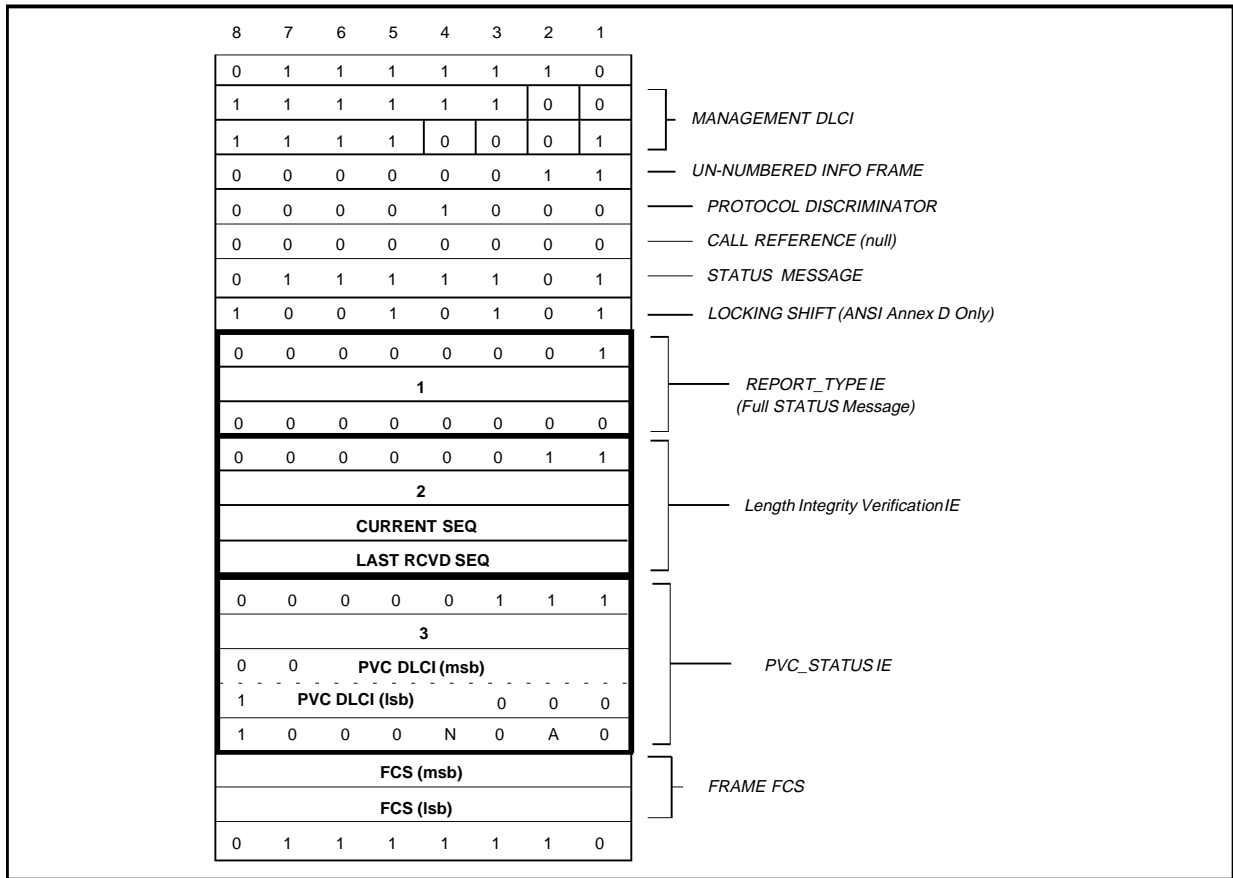 8 7 6 5 4 3 2 1
0 1 1 1 1 1 1 0
1 1 1 1 1 1 0 0
MANAGEMENT DLCI
1 1 1 1 0 0 0 1
0 0 0 0 0 0 1 1 UN-NUMBERED INFO FRAME
0 0 0 0 1 0 0 0 PROTOCOL DISCRIMINATOR
0 0 0 0 0 0 0 0 CALL REFERENCE (null)
0 1 1 1 1 1 0 1 STATUS MESSAGE
1 0 0 1 0 1 0 1 LOCKING SHIFT (ANSI Annex D Only)
0 0 0 0 0 0 0 1
1 REPORT_TYPE IE
(Full STATUS Message)
0 0 0 0 0 0 0 0
0 0 0 0 0 0 1 1
2
Length Integrity Verification IE
CURRENT SEQ
LAST RCVD SEQ
0 0 0 0 0 1 1 1
3
0 0 PVC DLCI (msb) PVC_STATUS IE
1 PVC DLCI (lsb) 0 0 0
1 0 0 0 N 0 A 0
FCS (msb)
FRAME FCS
FCS (lsb)
0 1 1 1 1 1 1 0